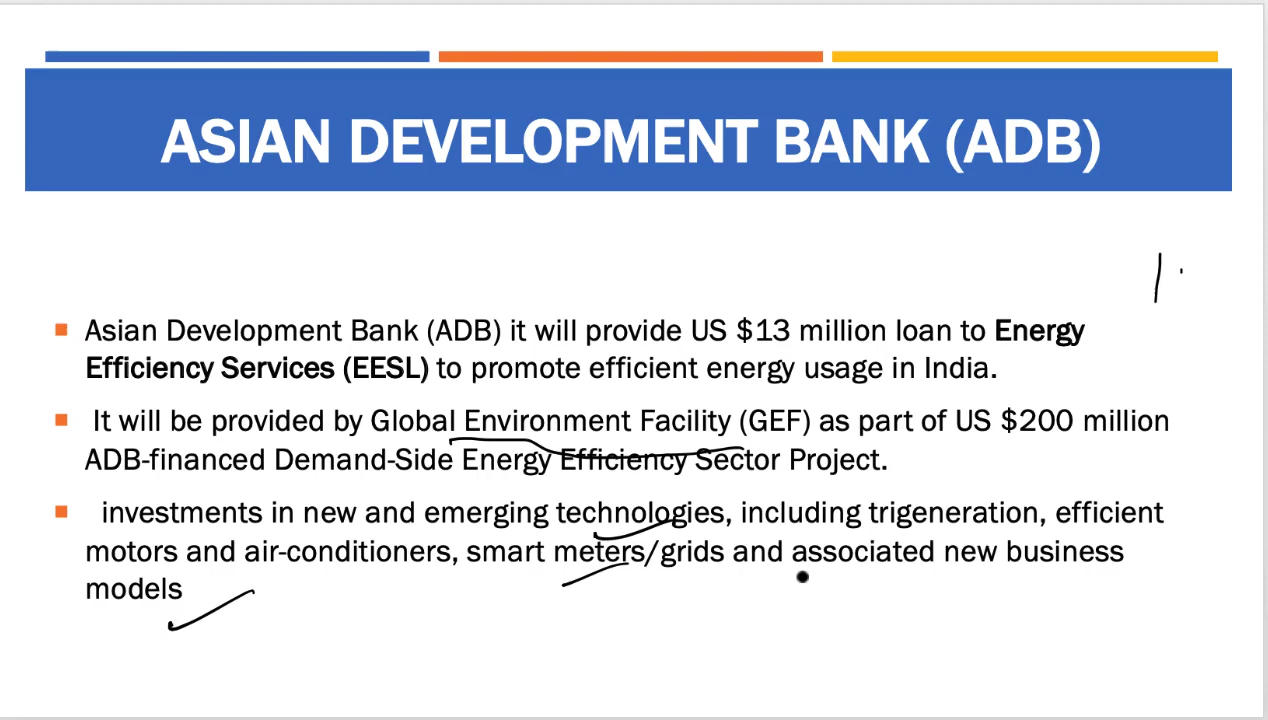 ASIAN DEVELOPMENT BANK (ADB)
Asian Development Bank (ADB) it will provide US $13 million loan to Energy
Efficiency Services (EESL) to promote efficient energy usage in India.
It will be provided by Global Environment Facility (GEF) as part of US $200 million
ADB-financed Demand-Side Energy Efficiency Sector Project.
investments in new and emerging technologies, including trigeneration, efficient
motors and air-conditioners, smart meters/grids and associated new business
models